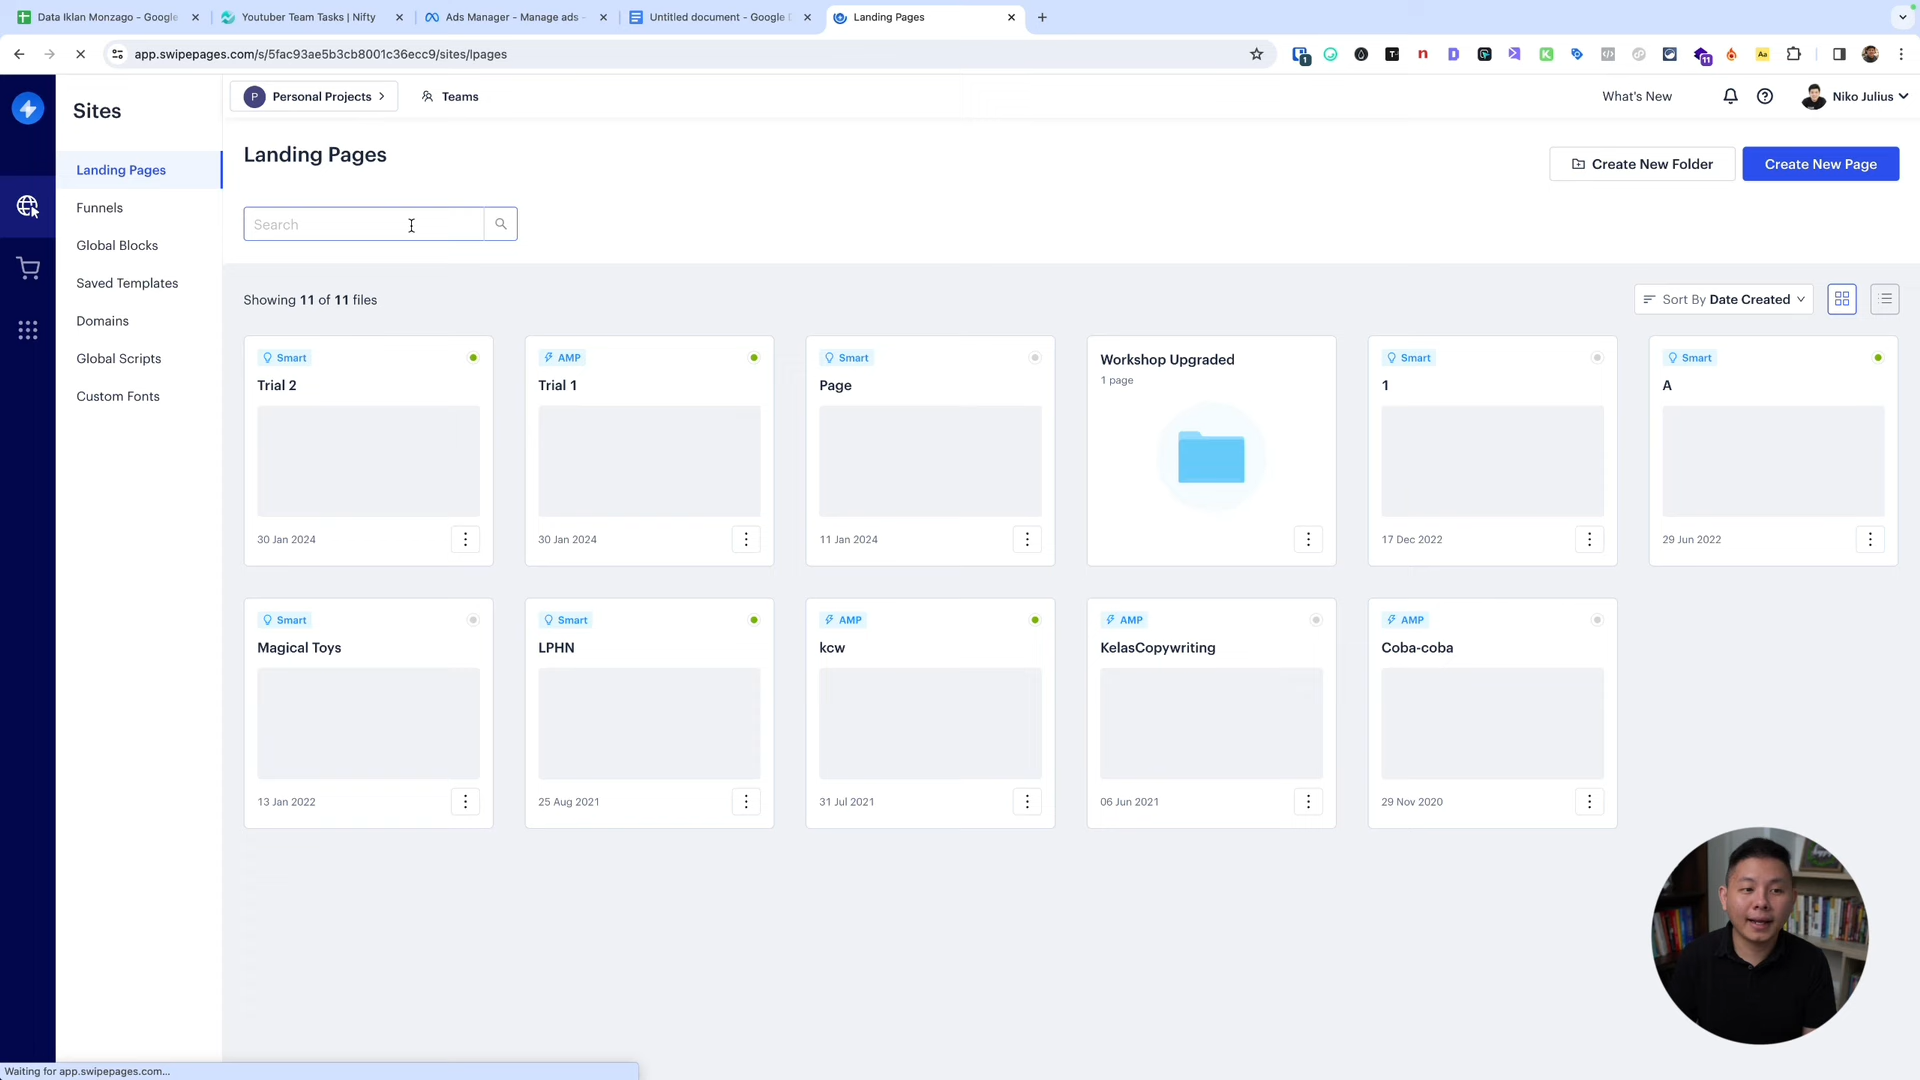 Data Iklan Monzago - Google
Youtuber Team Tasks | Nifty
Ads Manager - Manage ads -
Untitled document - Google D
Landing Pages
app.swipepages.com/s/5fac93ae5b3cb8001c36ecc9/sites/lpages
Sites
P Personal Projects
Teams
What's New
Niko Julius
Landing Pages
Funnels
Global Blocks
Saved Templates
Domains
Global Scripts
Custom Fonts
Landing Pages
Create New Folder
Create New Page
Search
Showing 11 of 11 files
Sort By Date Created
Smart
Trial 2
30 Jan 2024
AMP
Trial 1
30 Jan 2024
Smart
Page
11 Jan 2024
Workshop Upgraded
1 page
Smart
1
17 Dec 2022
Smart
A
29 Jun 2022
Smart
Magical Toys
13 Jan 2022
Smart
LPHN
25 Aug 2021
AMP
kcw
31 Jul 2021
AMP
KelasCopywriting
06 Jun 2021
AMP
Coba-coba
29 Nov 2020
Waiting for app.swipepages.com...